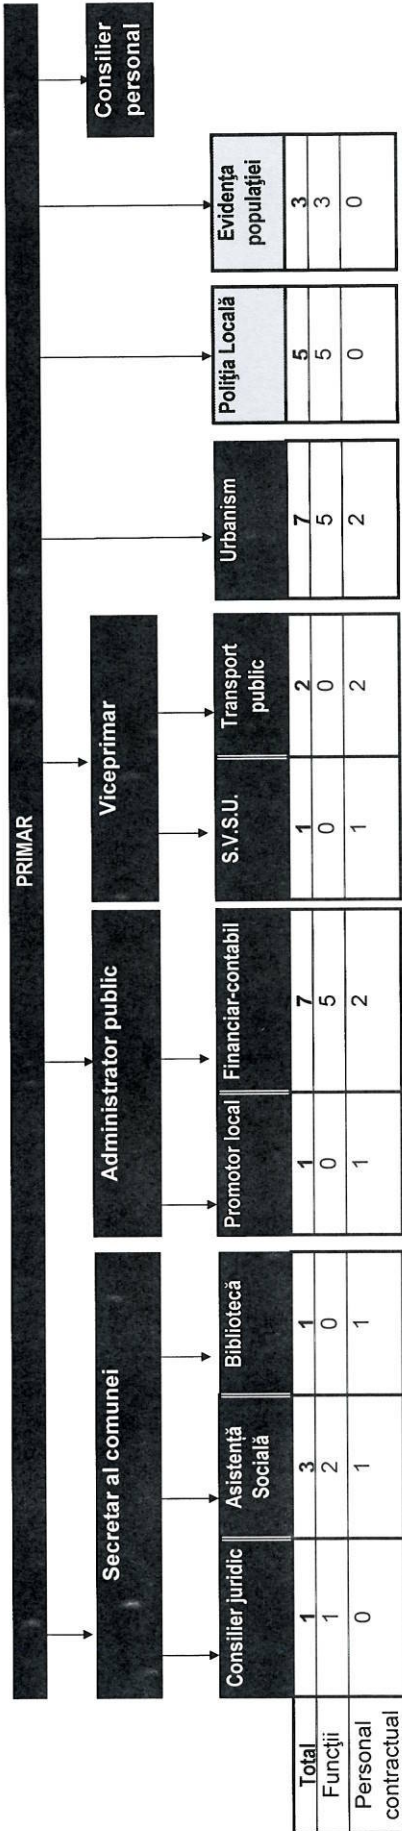 PRIMAR
Secretar al comunei
Administrator public
Viceprimar
Consilier
personal
Consilier juridic
Asistență
Socială
Bibliotecă
Promotor local
Financiar-contabil
S.V.S.U.
Transport
public
Urbanism
Poliţia Locală
Evidenţa
populaţiei
Total 1 3 1 1 7 1 2 7 5 3
Funcţii 1 2 0 0 5 0 0 5 5 3
Personal
contractual 0 1 1 1 2 1 2 2 0 0